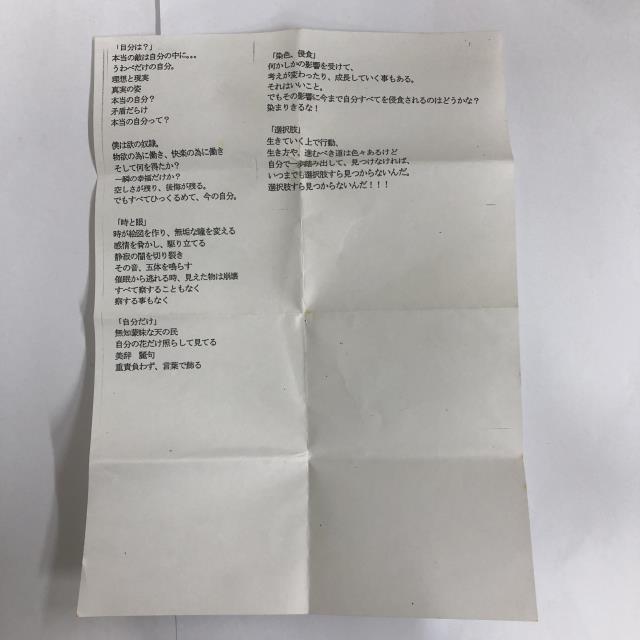 「自分は?」
本当の敵は自分の中に。。。
うわべだけの自分。
理想と現実
真実の姿
本当の自分?
矛盾だらけ
本当の自分って?
僕は欲の奴隷。
物欲の為に働き、快楽の為に働き
そして何を得たか?
一瞬の幸福だけか?
空しさが残り、後悔が残る。
でもすべてひっくるめて、今の自分。
「時と眼」
時が絵図を作り、無垢な瞳を変える
感情を脅かし、駆り立てる
静寂の闇を切り裂き
その音、五体を鳴らす
催眠から逃れる時、見えた物は崩壊
すべて察することもなく
察する事もなく
「自分だけ」
無知蒙昧な天の民
自分の花だけ照らして見てる
美辞 麗句
重責負わず、言葉で飾る
「染色、侵食」
何かしかの影響を受けて、
考えが変わったり、成長していく事もある。
それはいいこと。
でもその影響に今まで自分すべてを侵食されるのはどうかな?
染まりきるな!
「選択肢」
生きていく上で行動、
生き方や、進むべき道は色々あるけど
自分で一歩踏み出して、見つけなければ、
いつまでも選択肢すら見つからないんだ。
選択肢すら見つからないんだ!!!